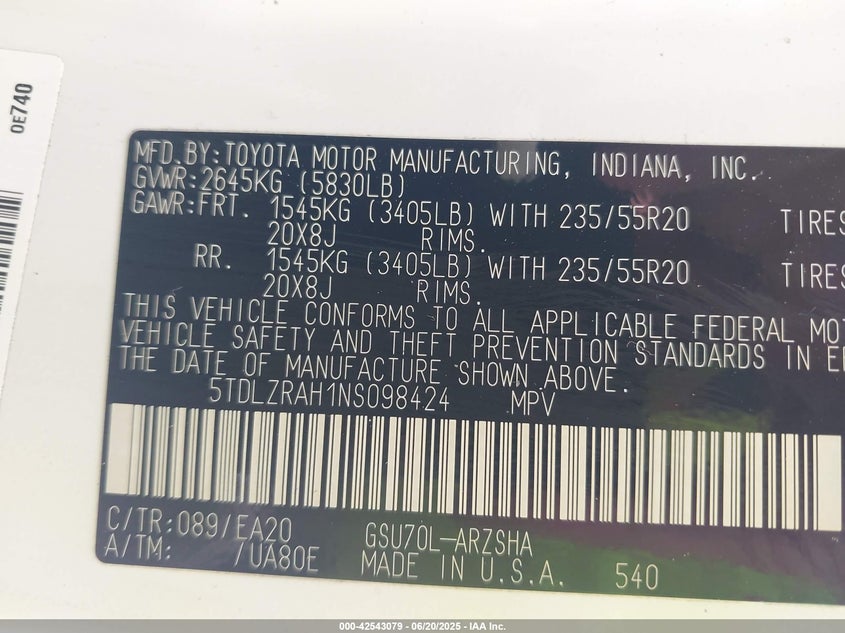 0E740
MFD.BY:TOYOTA MOTOR MANUFACTURING, INDIANA, INC.
GVWR:2645KG (5830LB)
GAWR:FRT. 1545KG (3405LB) WITH 235/55R20 TIRES
20X8J RIMS.
RR. 1545KG (3405LB) WITH 235/55R20 TIRES
20X8J RIMS.
THIS VEHICLE CONFORMS TO ALL APPLICABLE FEDERAL MOT
VEHICLE SAFETY AND THEFT PREVENTION STANDARDS IN E
THE DATE OF MANUFACTURE SHOWN ABOVE.
5TDLZRAH1NS098424 MPV
C/TR:089/EA20 GSU70L-ARZSHA
A/TM: /UA80E MADE IN U.S.A. 540
000-42543079 - 06/20/2025 - IAA Inc.